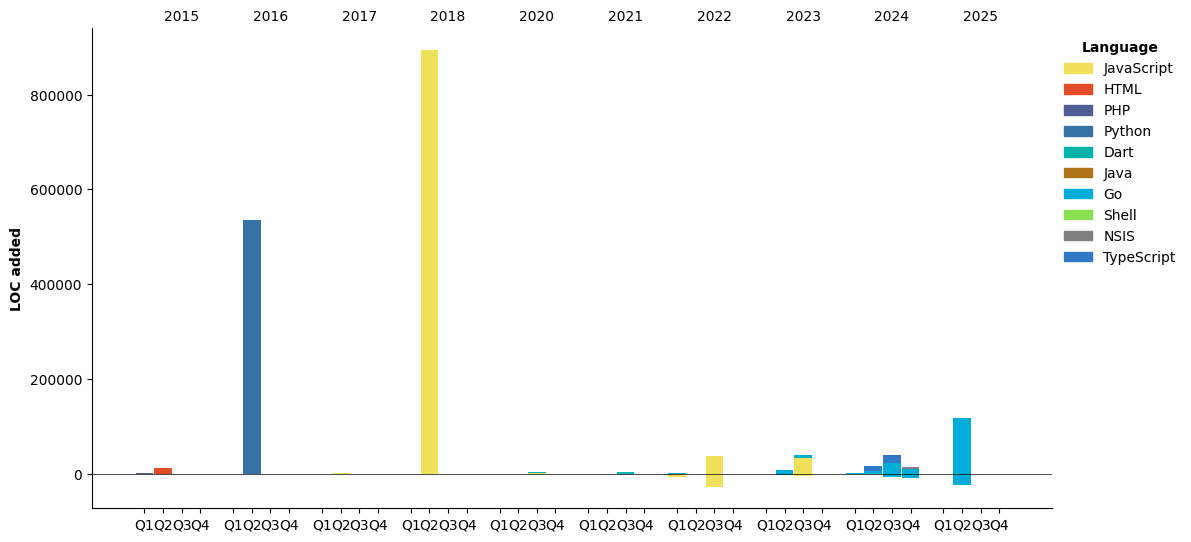 2015 2016 2017 2018 2020 2021 2022 2023 2024 2025
Language
JavaScript
HTML
PHP
Python
Dart
Java
Go
Shell
NSIS
TypeScript
LOC added
800000
600000
400000
200000
0
Q1Q2Q3Q4 Q1Q2Q3Q4 Q1Q2Q3Q4 Q1Q2Q3Q4 Q1Q2Q3Q4 Q1Q2Q3Q4 Q1Q2Q3Q4 Q1Q2Q3Q4 Q1Q2Q3Q4 Q1Q2Q3Q4